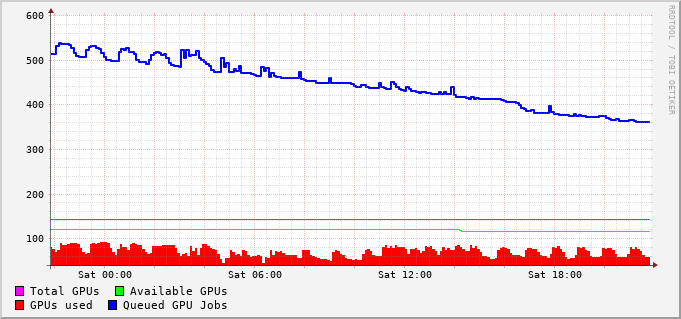 600
500
400
300
200
100
Sat 00:00 Sat 06:00 Sat 12:00 Sat 18:00
Total GPUs Available GPUs
GPUs used Queued GPU Jobs
RRDTOOL / TOBI OETIKER